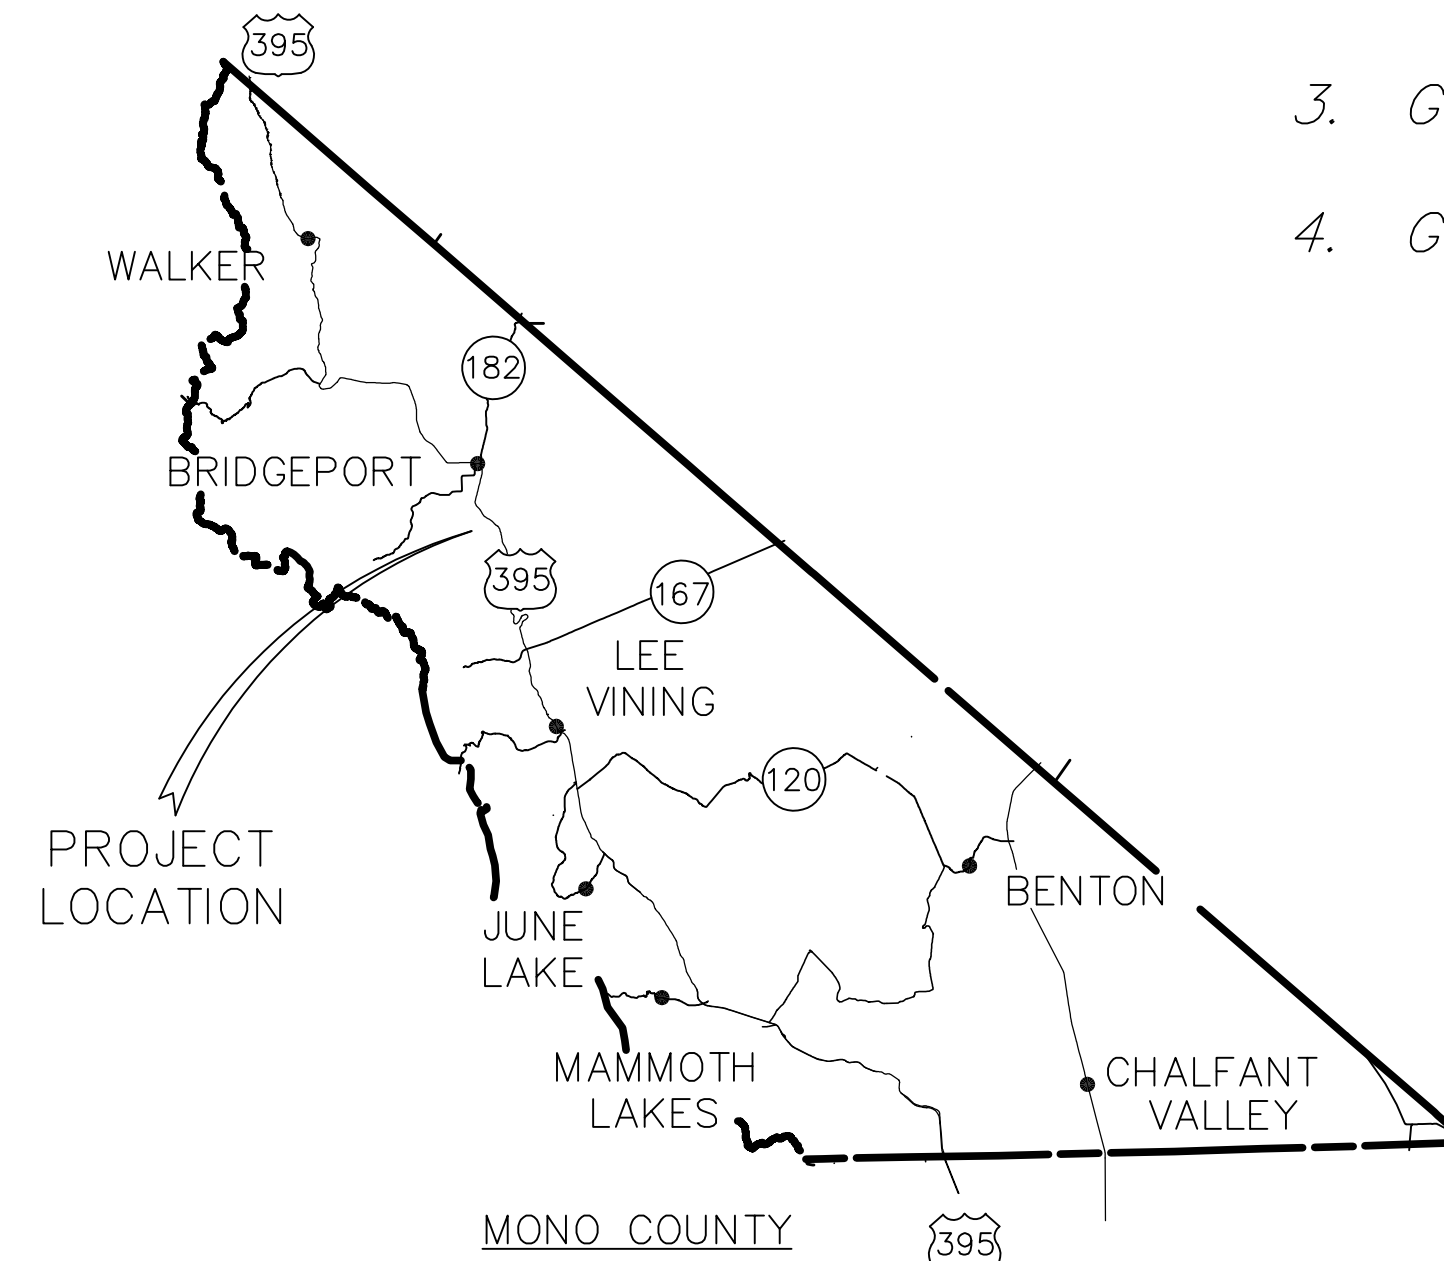 395
3. G
WALKER
4. G
182
BRIDGEPORT
395
167
LEE
VINING
120
PROJECT
LOCATION
BENTON
JUNE
LAKE
MAMMOTH
LAKES
CHALFANT
VALLEY
MONO COUNTY
395